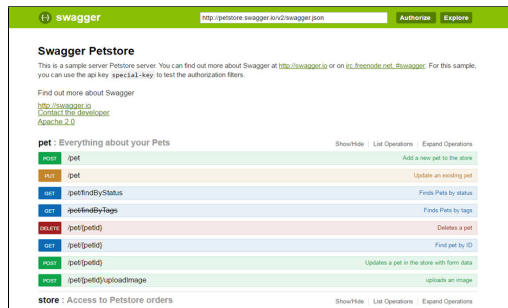 swagger
http://petstore.swagger.io/v2/swagger.json
Authorize
Explore
Swagger Petstore
This is a sample server Petstore server. You can find out more about Swagger at http://swagger.io or on irc.freenode.net, #swagger. For this sample,
you can use the api key special-key to test the authorization filters.
Find out more about Swagger
http://swagger.io
Contact the developer
Apache 2.0
pet : Everything about your Pets Show/Hide List Operations Expand Operations
POST /pet Add a new pet to the store
PUT /pet Update an existing pet
GET /pet/findByStatus Finds Pets by status
GET /pet/findByTags Finds Pets by tags
DELETE /pet/{petId} Deletes a pet
GET /pet/{petId} Find pet by ID
POST /pet/{petId} Updates a pet in the store with form data
POST /pet/{petId}/uploadImage uploads an image
store : Access to Petstore orders Show/Hide List Operations Expand Operations